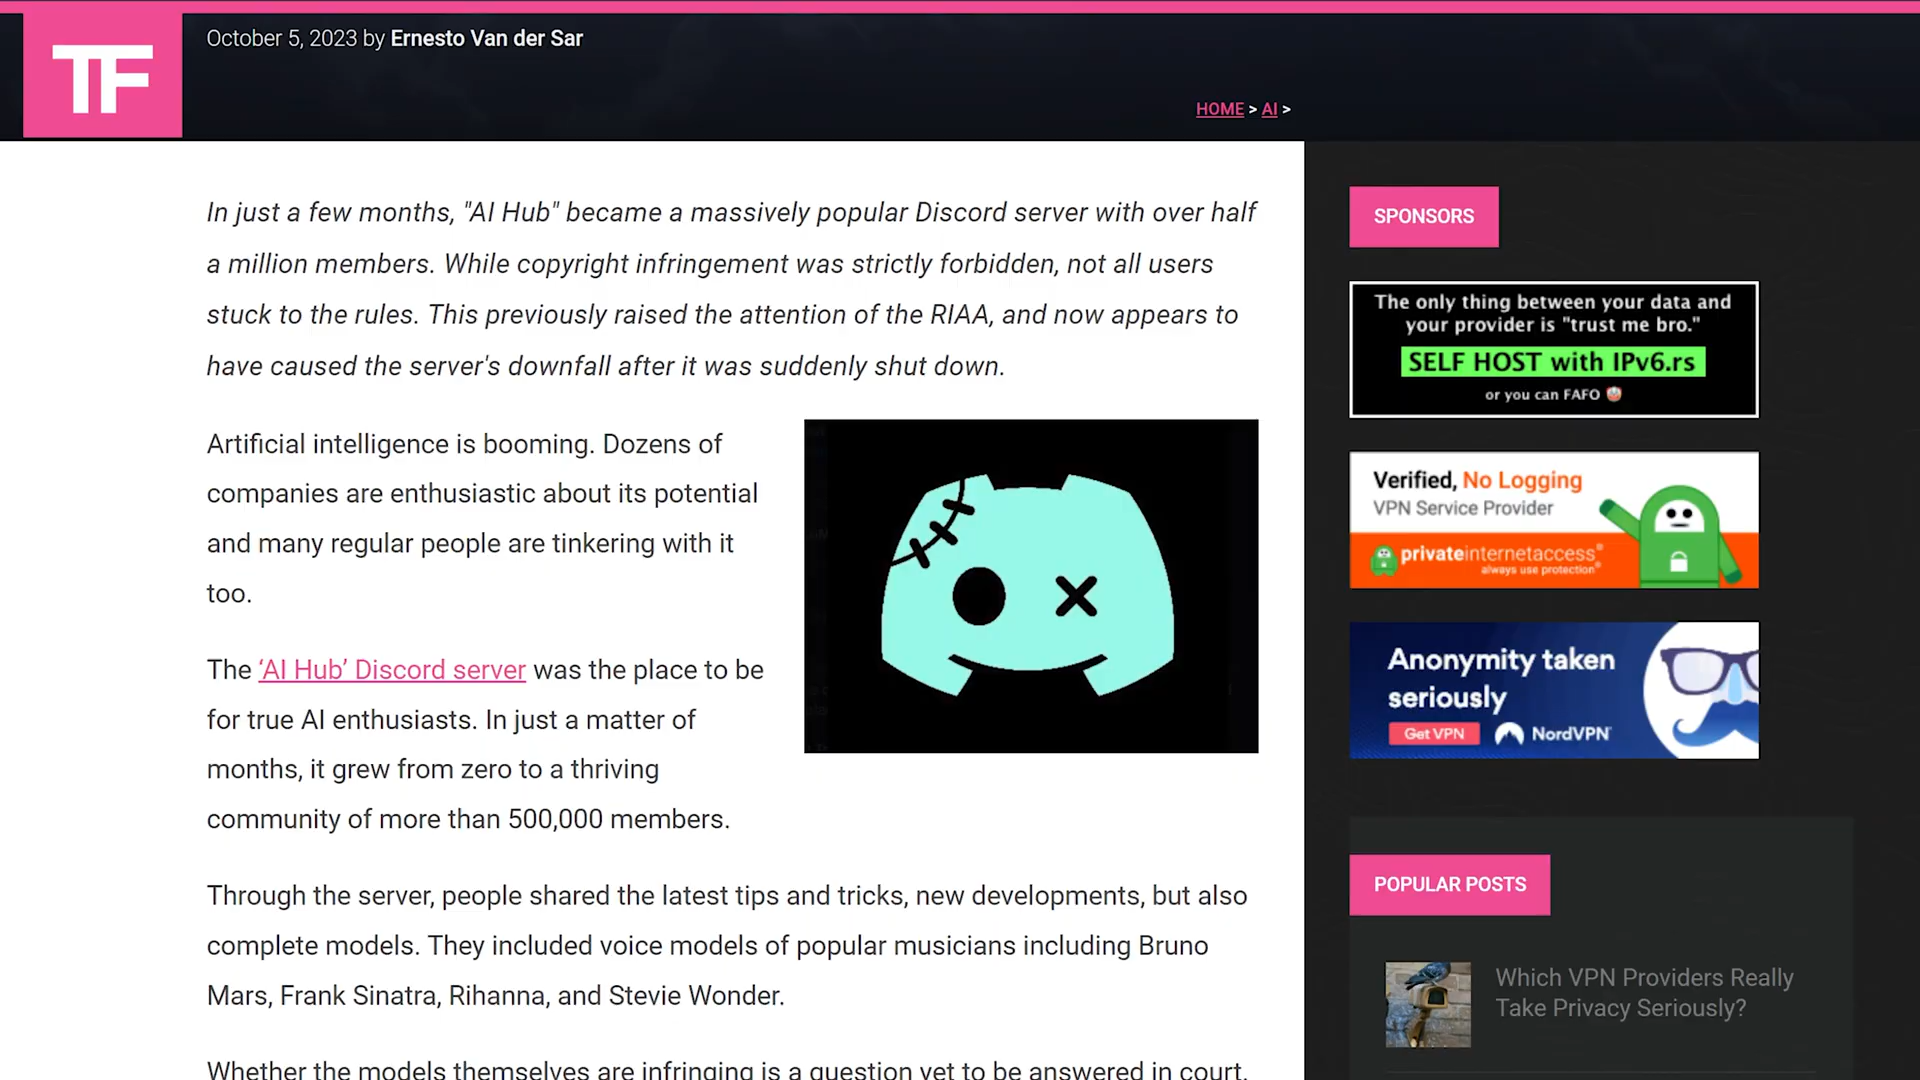 TF
October 5, 2023 by Ernesto Van der Sar
HOME > AI >
In just a few months, "AI Hub" became a massively popular Discord server with over half
a million members. While copyright infringement was strictly forbidden, not all users
stuck to the rules. This previously raised the attention of the RIAA, and now appears to
have caused the server's downfall after it was suddenly shut down.
Artificial intelligence is booming. Dozens of
companies are enthusiastic about its potential
and many regular people are tinkering with it
too.
The ‘AI Hub’ Discord server was the place to be
for true AI enthusiasts. In just a matter of
months, it grew from zero to a thriving
community of more than 500,000 members.
Through the server, people shared the latest tips and tricks, new developments, but also
complete models. They included voice models of popular musicians including Bruno
Mars, Frank Sinatra, Rihanna, and Stevie Wonder.
Whether the models themselves are infringing is a question yet to be answered in court.
SPONSORS
The only thing between your data and
your provider is "trust me bro."
SELF HOST with IPv6.rs
or you can FAFO
Verified, No Logging
VPN Service Provider
privateinternetaccess®
always use protection®
Anonymity taken
seriously
Get VPN NordVPN®
POPULAR POSTS
Which VPN Providers Really
Take Privacy Seriously?